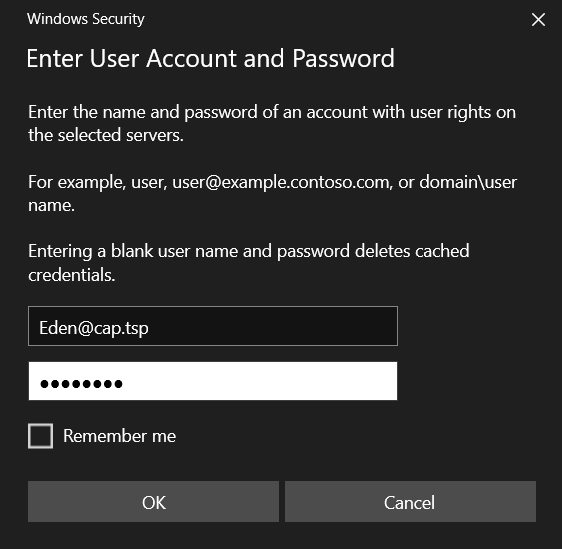 Windows Security
Enter User Account and Password
Enter the name and password of an account with user rights on
the selected servers.
For example, user, user@example.contoso.com, or domain\user
name.
Entering a blank user name and password deletes cached
credentials.
Eden@cap.tsp
●●●●●●●●
Remember me
OK
Cancel